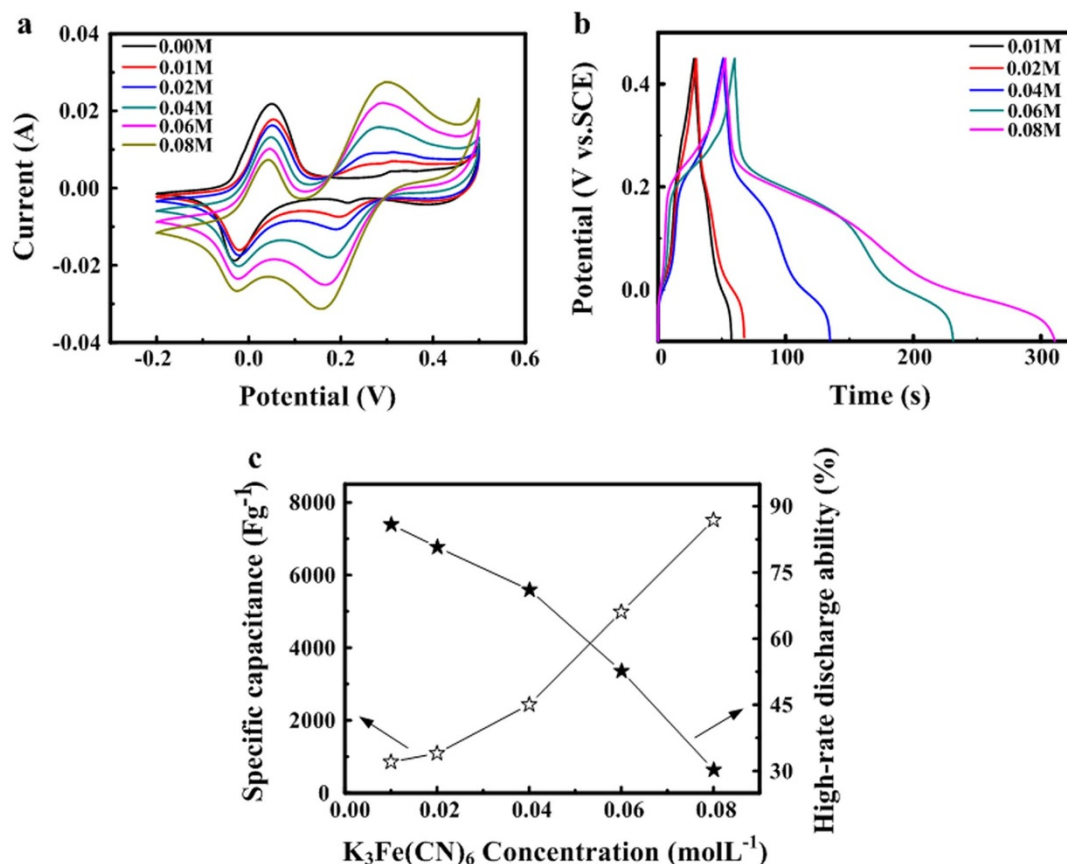 a
0.04
0.02
0.00
-0.02
-0.04
Current (A)
0.00M
0.01M
0.02M
0.04M
0.06M
0.08M
-0.2
0.0
0.2
0.4
0.6
Potential (V)
b
0.4
0.2
0.0
Potential (V vs.SCE)
0.01M
0.02M
0.04M
0.06M
0.08M
0
100
200
300
Time (s)
c
8000
6000
4000
2000
0
Specific capacitance (Fg⁻¹)
90
75
60
45
30
High-rate discharge ability (%)
0.00
0.02
0.04
0.06
0.08
K₃Fe(CN)₆ Concentration (molL⁻¹)